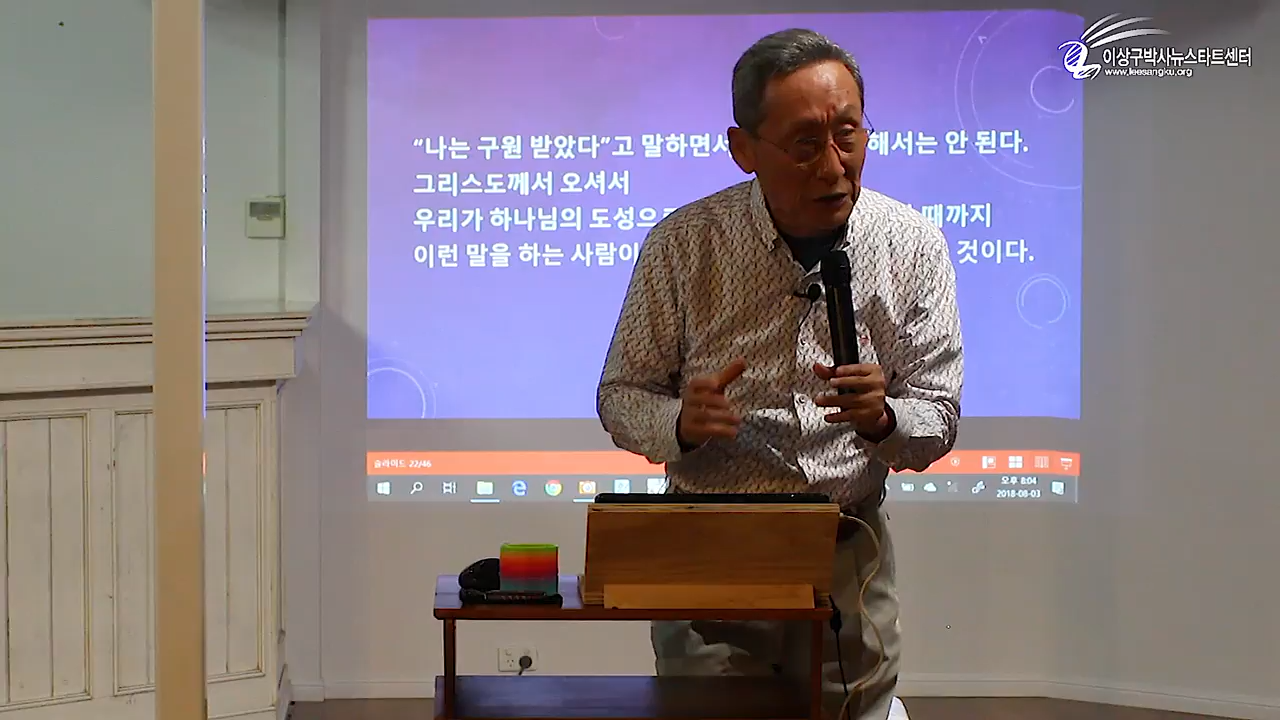 이상구박사뉴스타트센터
www.leesangku.org
“나는 구원 받았다”고 말하면서 해서는 안 된다.
그리스도께서 오셔서
우리가 하나님의 도성으로 때까지
이런 말을 하는 사람이 것이다.
슬라이드 22/46
오후 8:04
2018-08-03